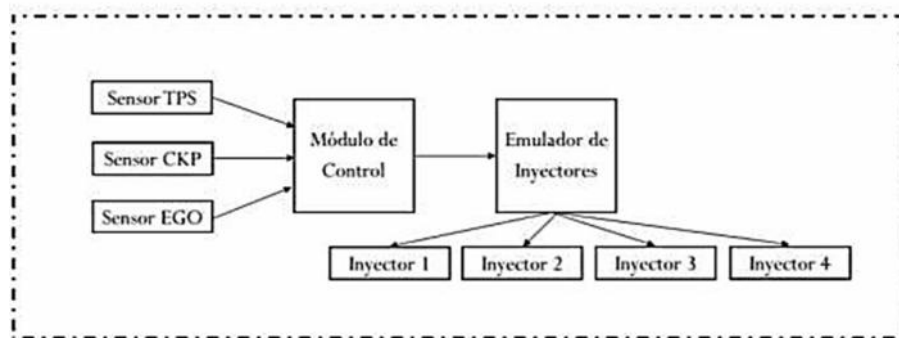 Sensor TPS
Sensor CKP
Sensor EGO
Módulo de
Control
Emulador de
Inyectores
Inyector 1
Inyector 2
Inyector 3
Inyector 4